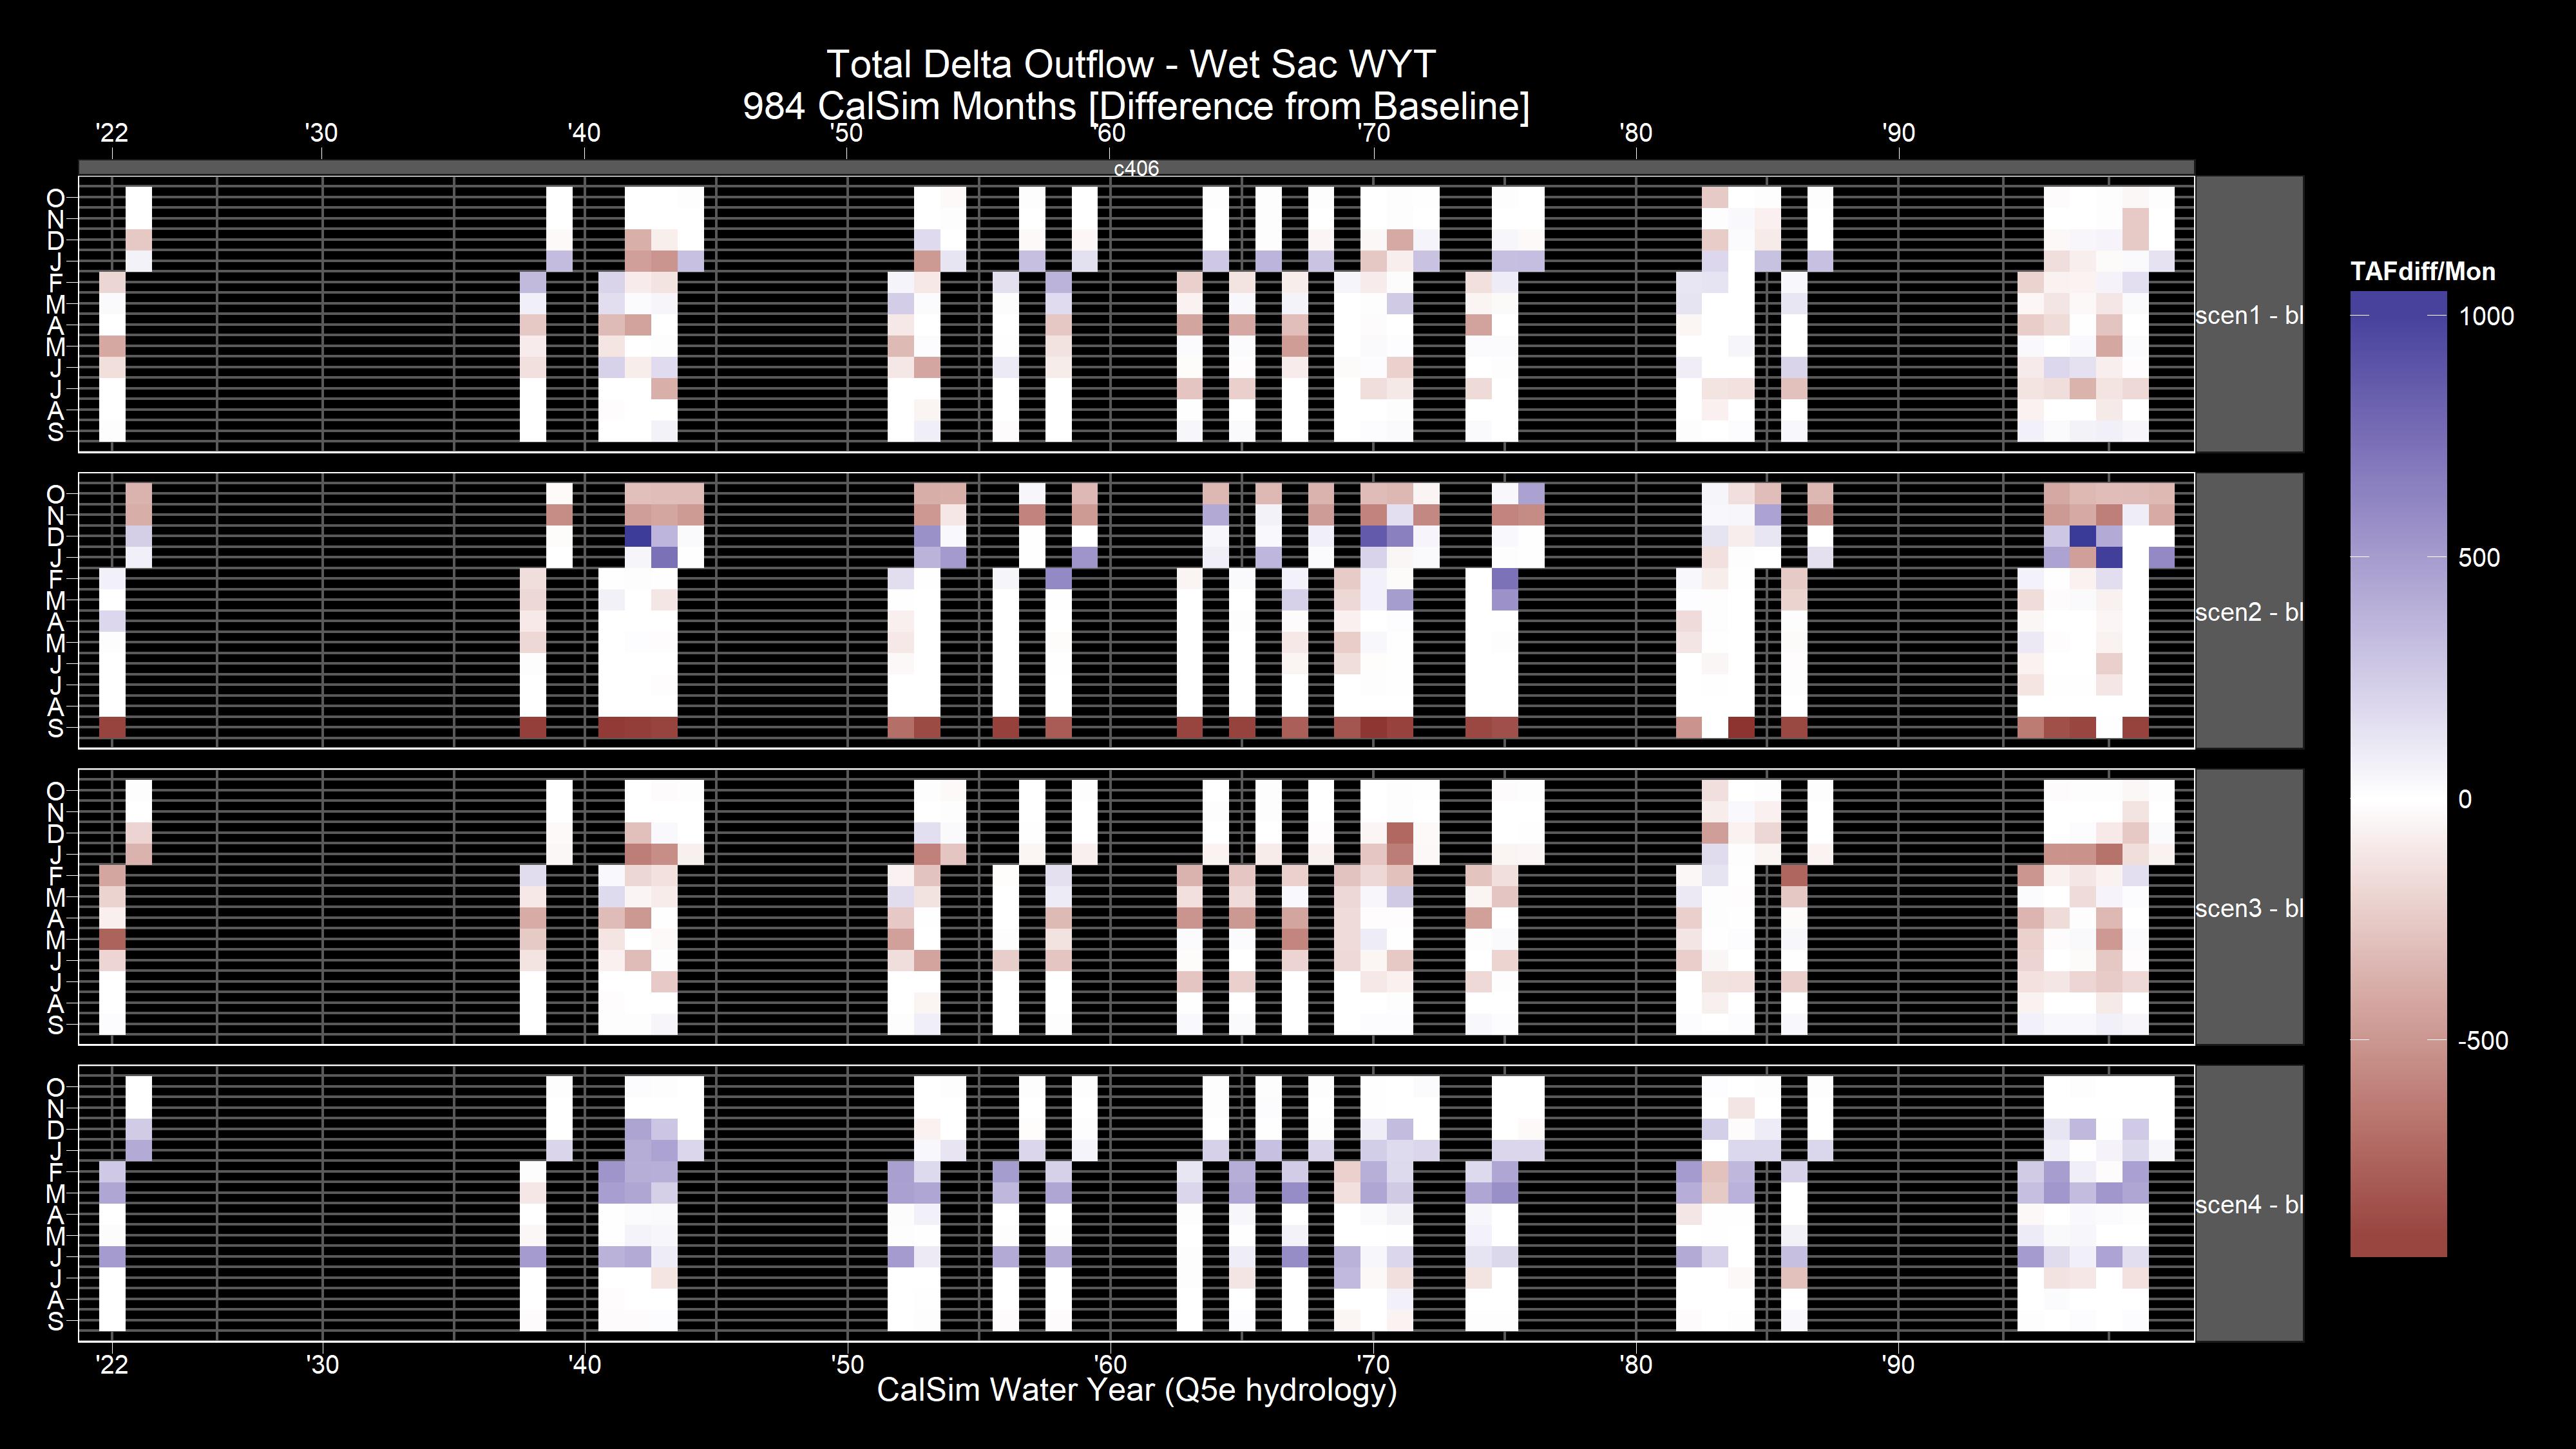 Total Delta Outflow - Wet Sac WYT
984 CalSim Months [Difference from Baseline]
'22 '30 '40 '50 '60 '70 '80 '90
c406
O
N
D
J
F
M
A
M
J
J
A
S
scen1 - bl
O
N
D
J
F
M
A
M
J
J
A
S
scen2 - bl
O
N
D
J
F
M
A
M
J
J
A
S
scen3 - bl
O
N
D
J
F
M
A
M
J
J
A
S
scen4 - bl
'22 '30 '40 '50 '60 '70 '80 '90
CalSim Water Year (Q5e hydrology)
TAFdiff/Mon
1000
500
0
-500